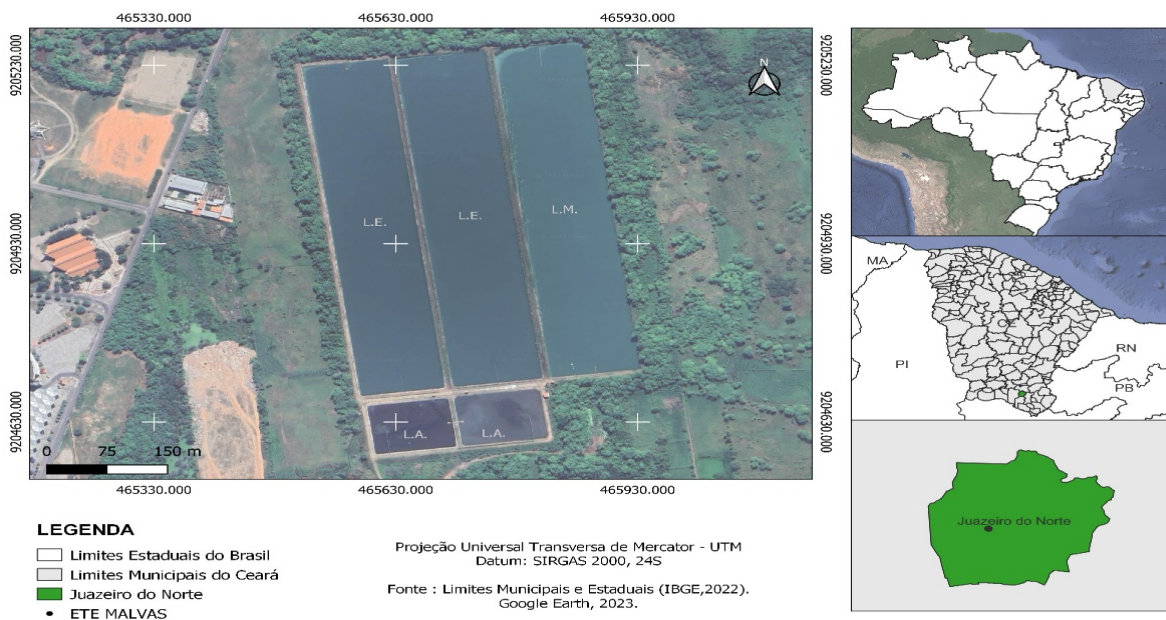 465330.000 465630.000 465930.000
9205230.000
9204930.000
9204630.000
N
L.E.
L.E.
L.M.
L.A.
L.A.
0 75 150 m
9205230.000
9204930.000
9204630.000
465330.000 465630.000 465930.000
MA
CE
RN
PI
PB
Juazeiro do Norte
LEGENDA
Limites Estaduais do Brasil
Limites Municipais do Ceará
Juazeiro do Norte
ETE MALVAS
Projeção Universal Transversa de Mercator - UTM
Datum: SIRGAS 2000, 24S
Fonte : Limites Municipais e Estaduais (IBGE,2022).
Google Earth, 2023.